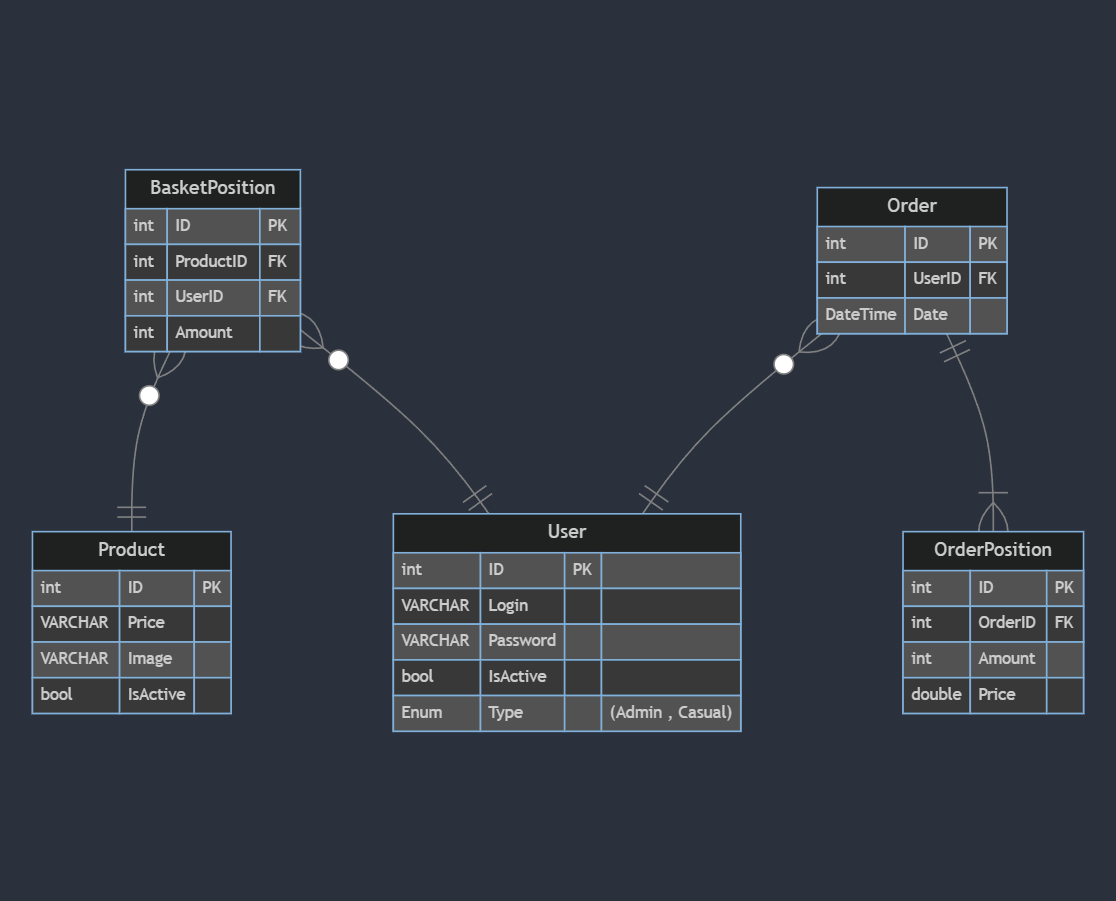 BasketPosition
int ID PK
int ProductID FK
int UserID FK
int Amount
Order
int ID PK
int UserID FK
DateTime Date
Product
int ID PK
VARCHAR Price
VARCHAR Image
bool IsActive
User
int ID PK
VARCHAR Login
VARCHAR Password
bool IsActive
Enum Type (Admin , Casual)
OrderPosition
int ID PK
int OrderID FK
int Amount
double Price